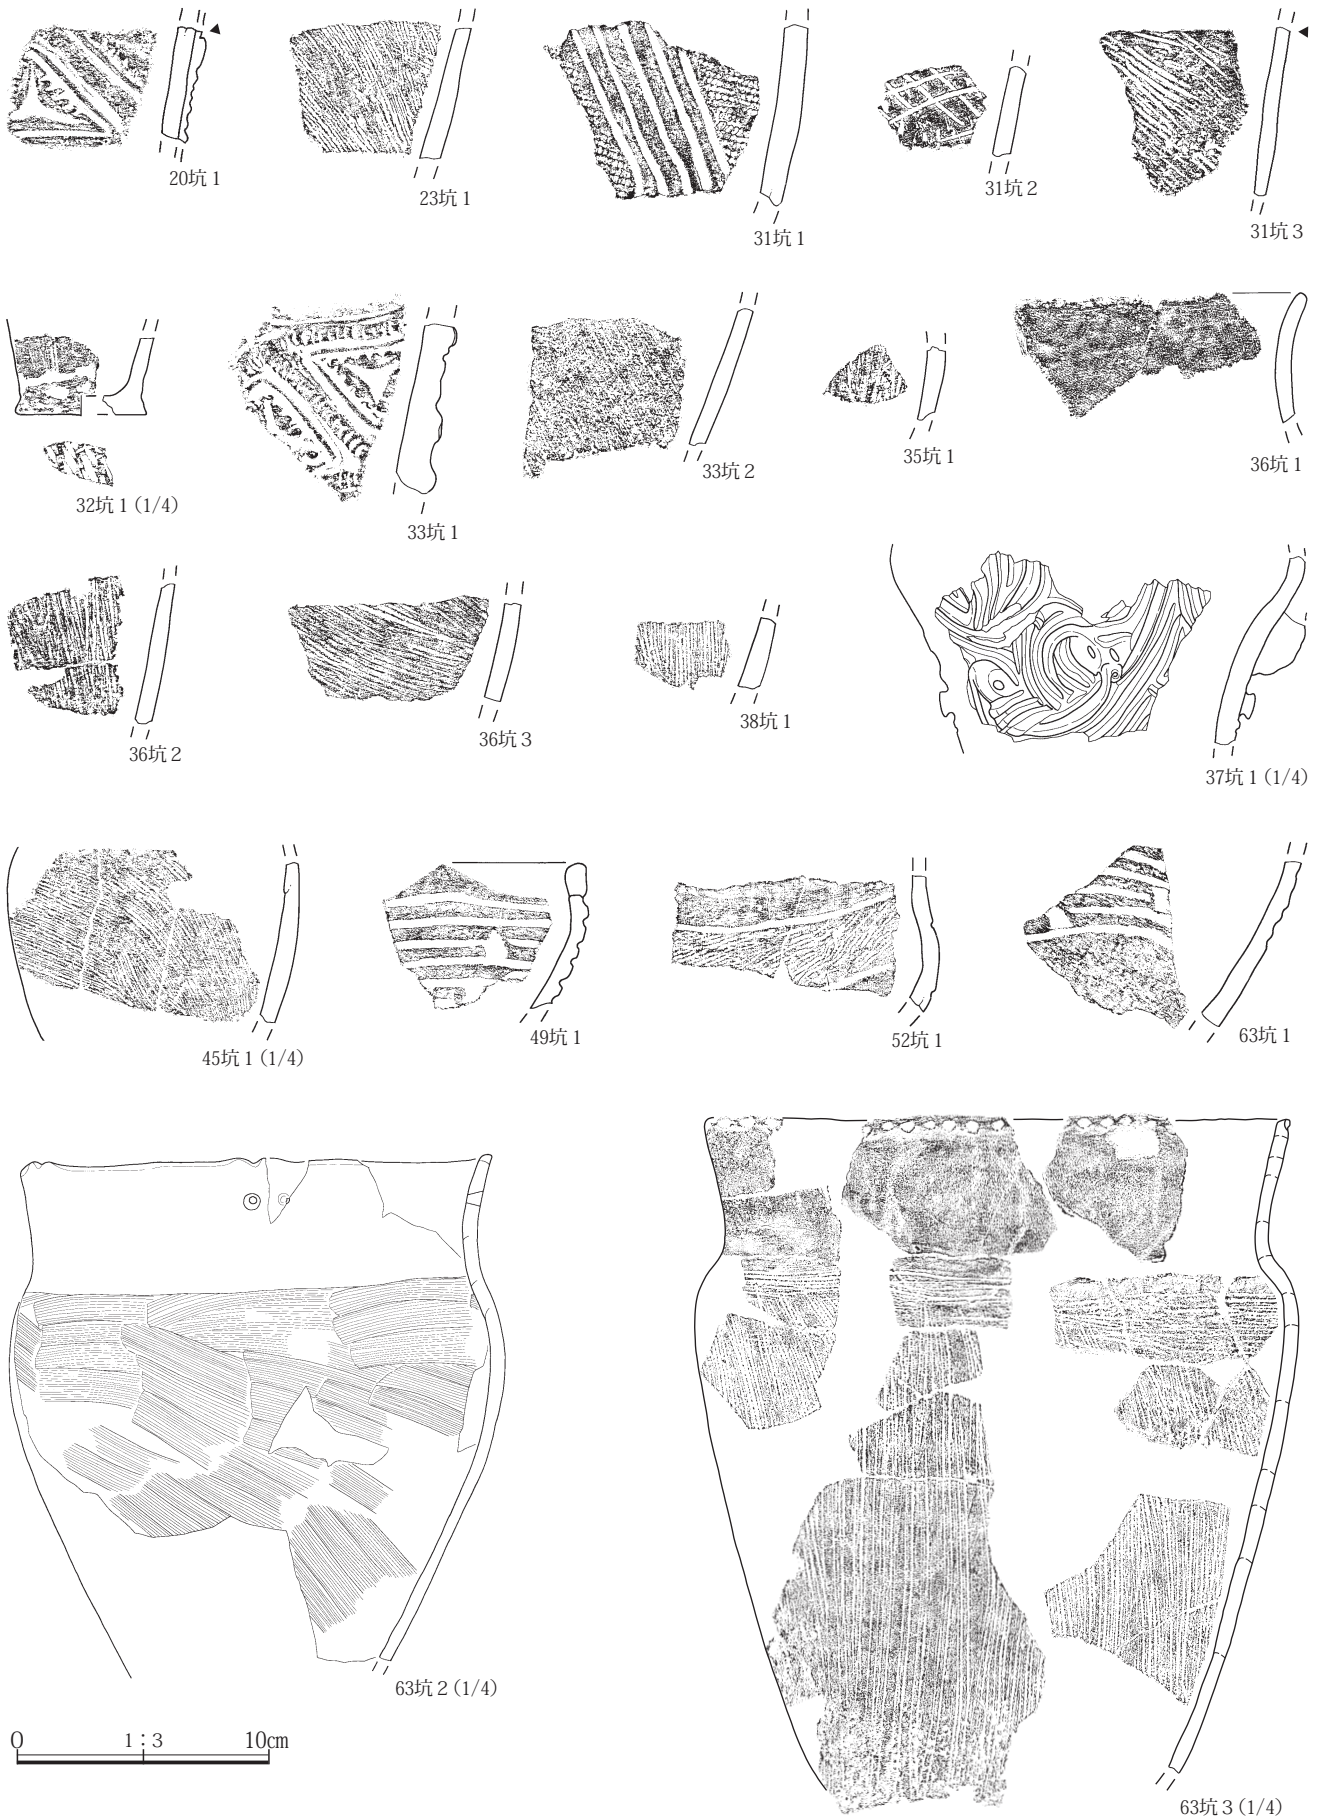 20坑 1
23坑 1
31坑 1
31坑 2
31坑 3
32坑 1 (1/4)
33坑 1
33坑 2
35坑 1
36坑 1
36坑 2
36坑 3
38坑 1
37坑 1 (1/4)
45坑 1 (1/4)
49坑 1
52坑 1
63坑 1
63坑 2 (1/4)
0 1:3 10cm
63坑 3 (1/4)